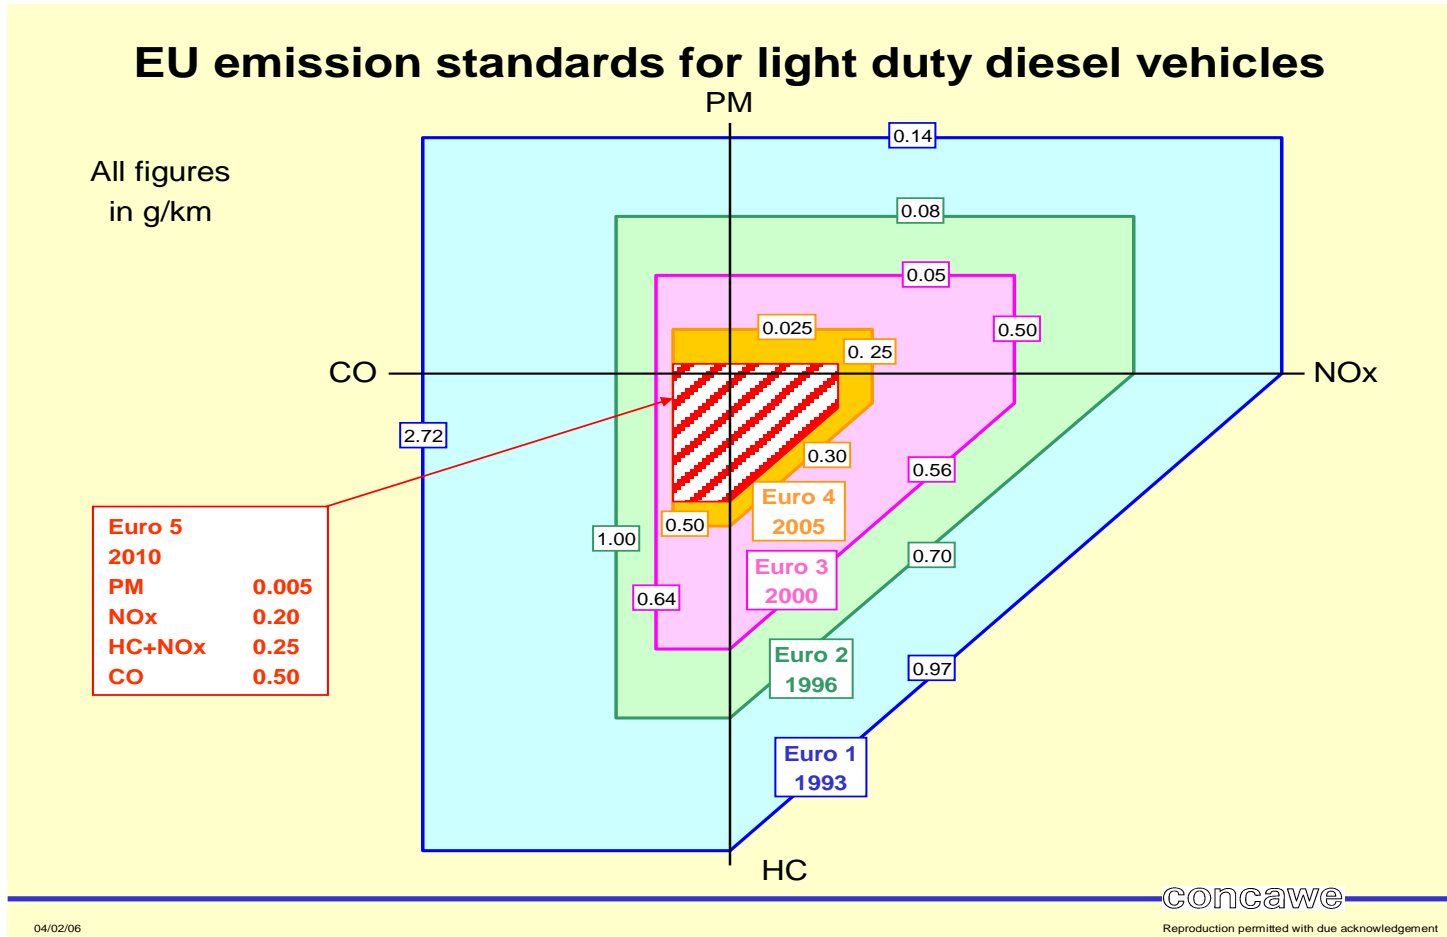 EU emission standards for light duty diesel vehicles
PM
All figures
in g/km
0.14
0.08
0.05
0.025
0.50
0. 25
CO
NOx
2.72
0.30
0.56
Euro 4
2005
0.50
1.00
0.70
Euro 3
2000
0.64
Euro 5
2010
PM 0.005
NOx 0.20
HC+NOx 0.25
CO 0.50
Euro 2
1996
0.97
Euro 1
1993
HC
concawe
04/02/06
Reproduction permitted with due acknowledgement